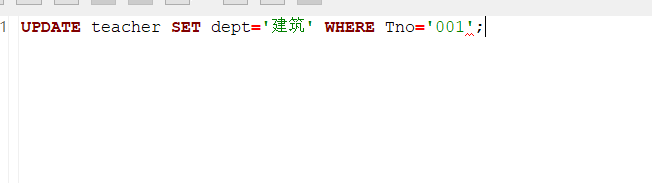 1 UPDATE teacher SET dept='建筑' WHERE Tno='001';